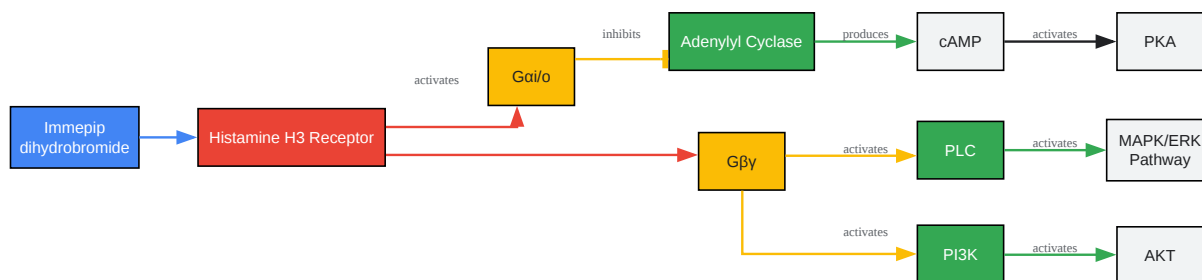 Immepip
dihydrobromide
Histamine H3 Receptor
activates
Gαi/o
inhibits
Adenylyl Cyclase
produces
cAMP
activates
PKA
Gβγ
activates
PLC
activates
MAPK/ERK
Pathway
activates
PI3K
activates
AKT